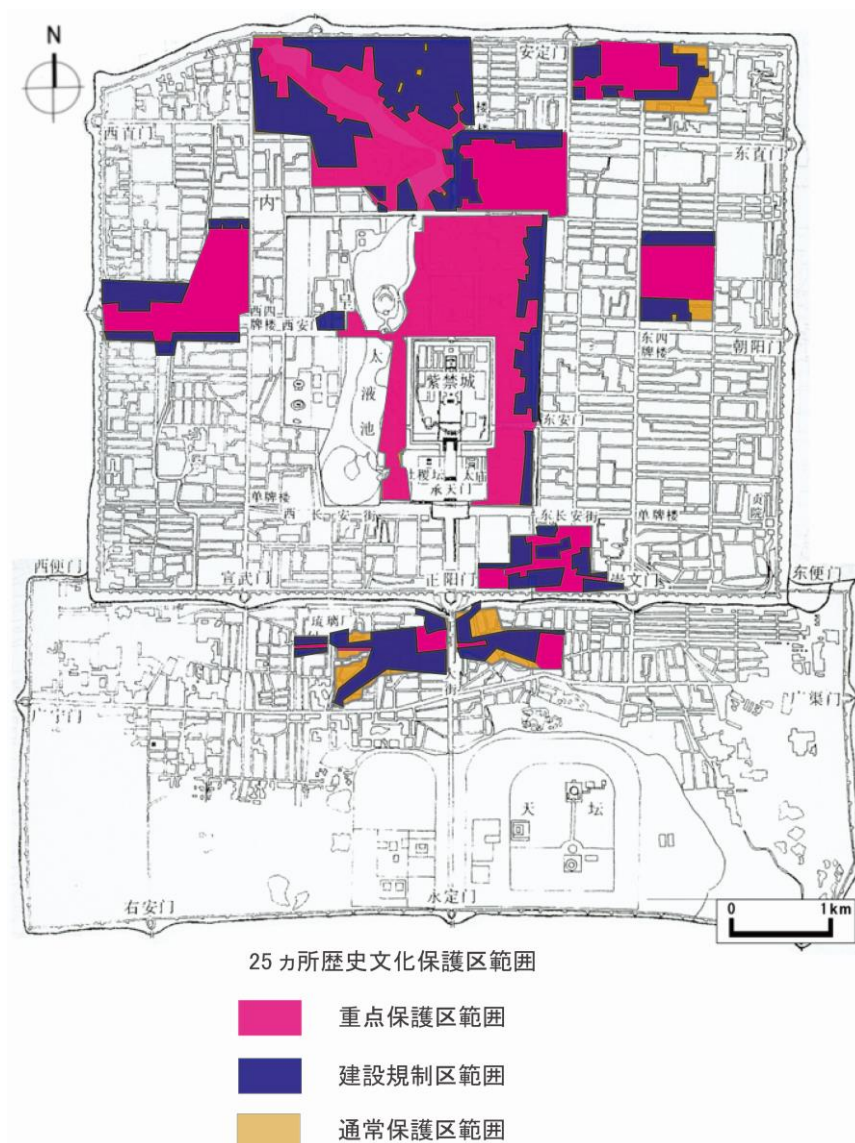 N
安定门
西直门
东直门
内
皇
西四
牌楼
西安
东四
牌楼
朝阳门
太
液
池
紫禁城
东安门
社稷坛
太庙
承天门
单牌楼
西长安街
东长安街
单牌楼
贡院
西便门
宣武门
正阳门
崇文门
东便门
琉璃
街
广宁门
广渠门
天
坛
右安门
永定门
0
1km
25ヵ所歴史文化保護区範囲
重点保護区範囲
建設規制区範囲
通常保護区範囲